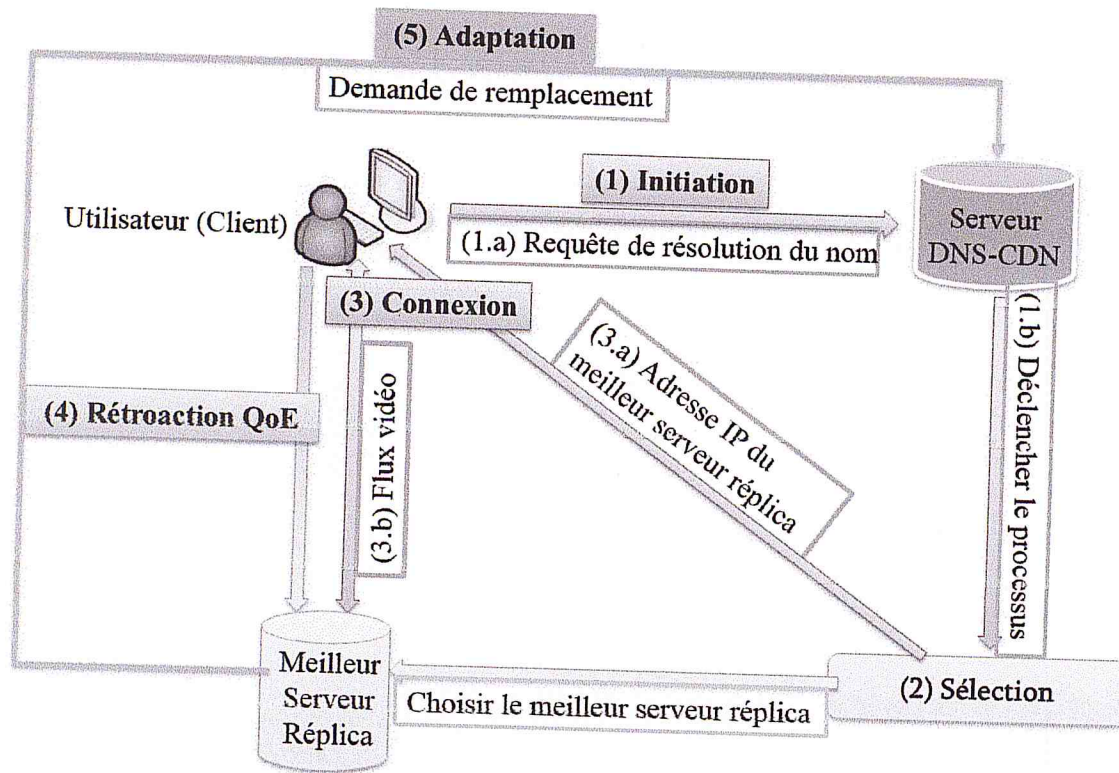 (5) Adaptation
Demande de remplacement
(1) Initiation
Utilisateur (Client)
(1.a) Requête de résolution du nom
Serveur
DNS-CDN
(3) Connexion
(1.b) Déclencher le processus
(3.a) Adresse IP du
meilleur serveur réplica
(4) Rétroaction QoE
(3.b) Flux vidéo
Meilleur
Serveur
Réplica
Choisir le meilleur serveur réplica
(2) Sélection